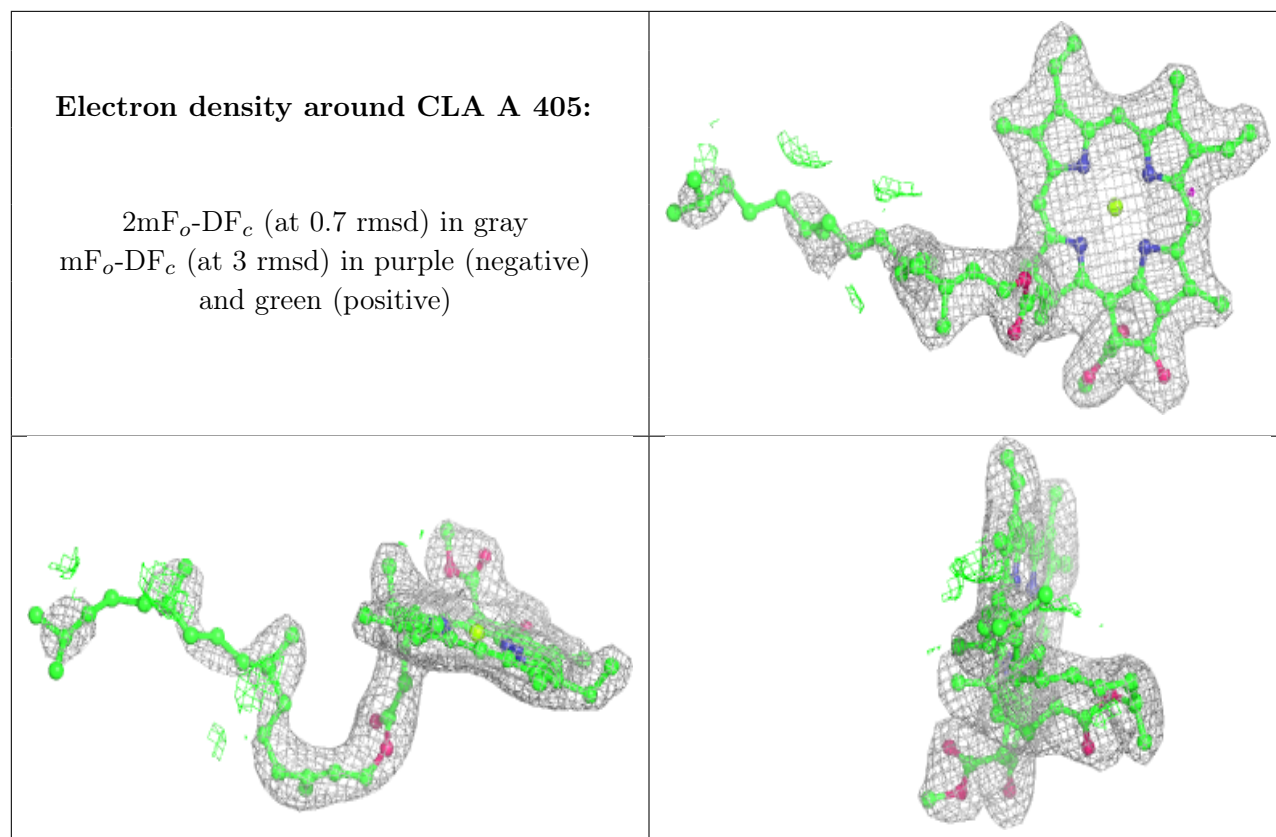 Electron density around CLA A 405:
2mFₒ-DF𝒸 (at 0.7 rmsd) in gray
mFₒ-DF𝒸 (at 3 rmsd) in purple (negative)
and green (positive)